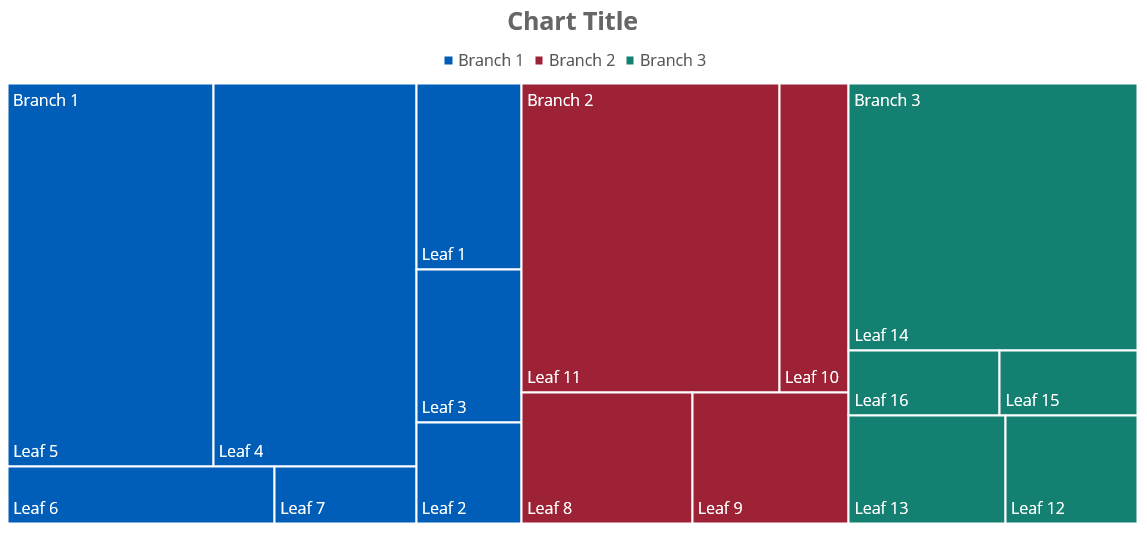 Chart Title
Branch 1 Branch 2 Branch 3
Branch 1
Leaf 5
Leaf 4
Leaf 6
Leaf 7
Leaf 1
Leaf 3
Leaf 2
Branch 2
Leaf 11
Leaf 10
Leaf 8
Leaf 9
Branch 3
Leaf 14
Leaf 16
Leaf 15
Leaf 13
Leaf 12